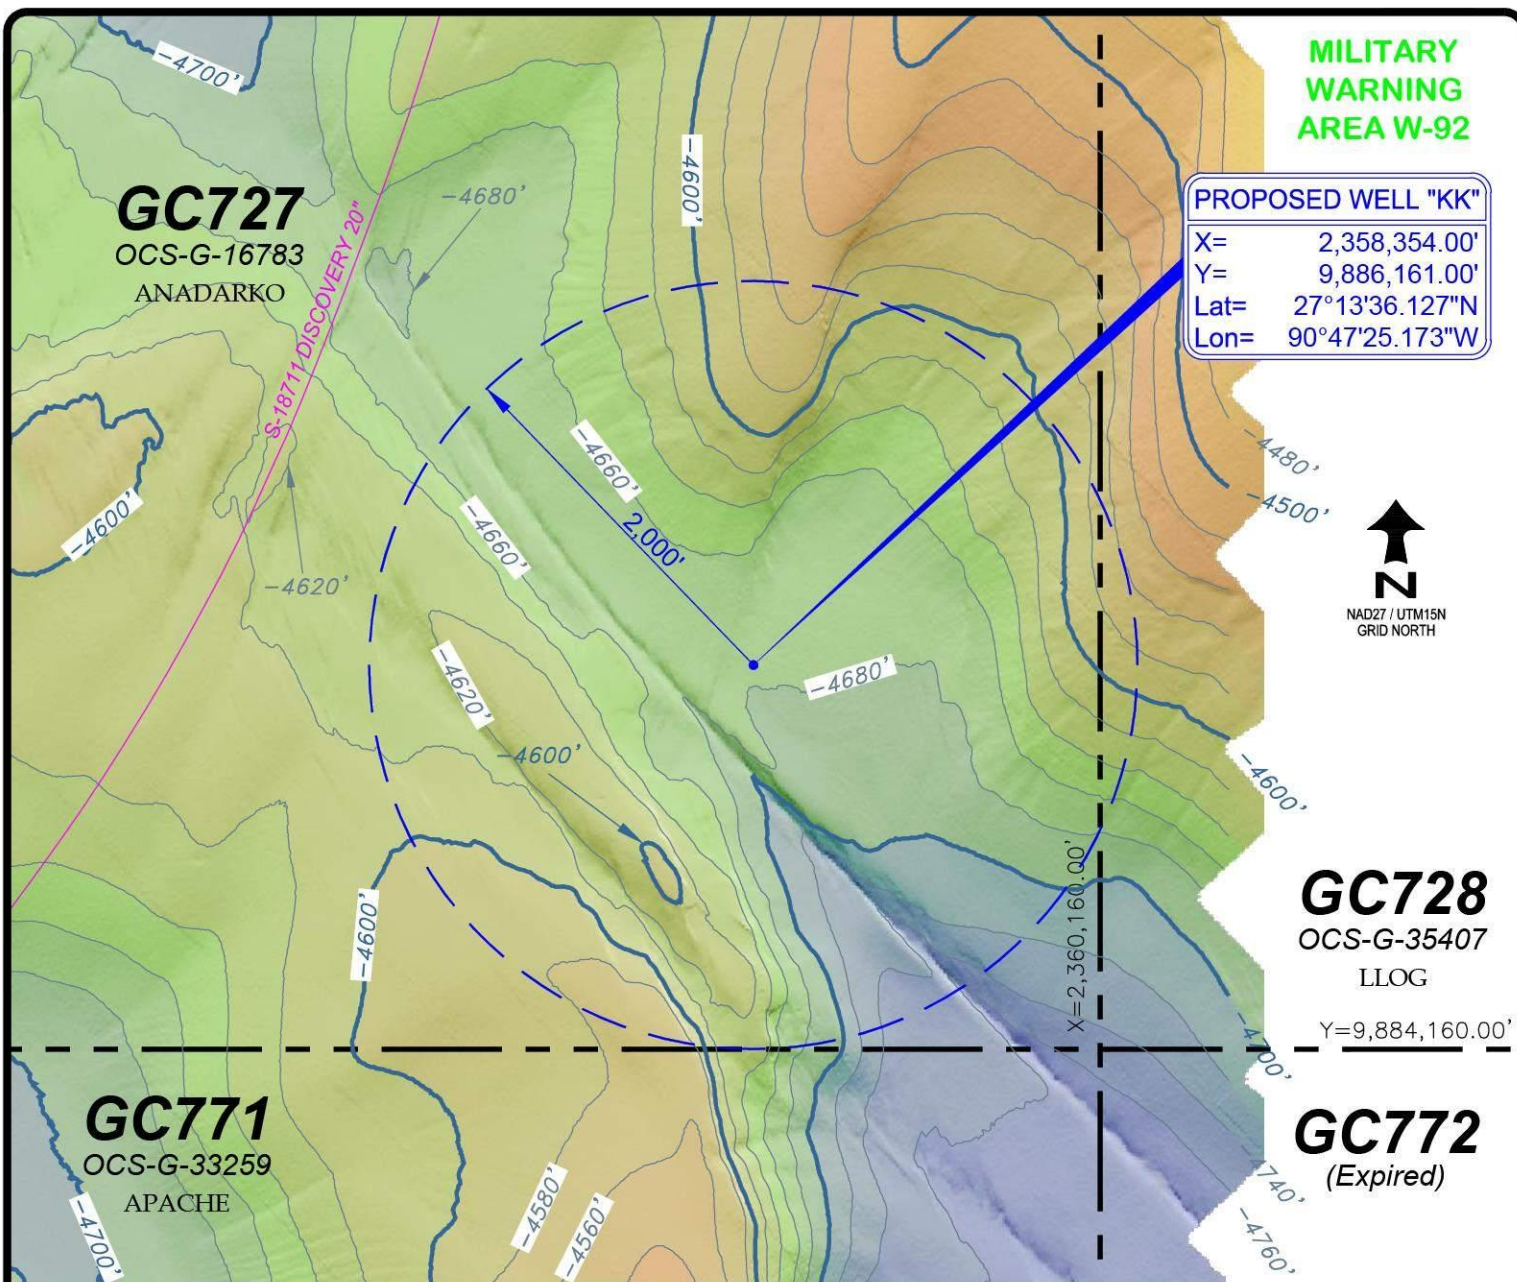 MILITARY
WARNING
AREA W-92
PROPOSED WELL "KK"
X= 2,358,354.00'
Y= 9,886,161.00'
Lat= 27°13'36.127"N
Lon= 90°47'25.173"W
-4700'
GC727
OCS-G-16783
ANADARKO
S-18711 DISCOVERY 20"
-4680'
-4600'
-4660'
2,000'
-4660'
-4600'
-4620'
-4480'
-4500'
N
NAD27 / UTM15N
GRID NORTH
-4620'
-4680'
-4600'
-4600'
-4600'
X=2,360,160.00'
GC728
OCS-G-35407
LLOG
Y=9,884,160.00'
-4700'
GC771
OCS-G-33259
APACHE
-4700'
-4580'
-4560'
GC772
(Expired)
-4740'
-4760'